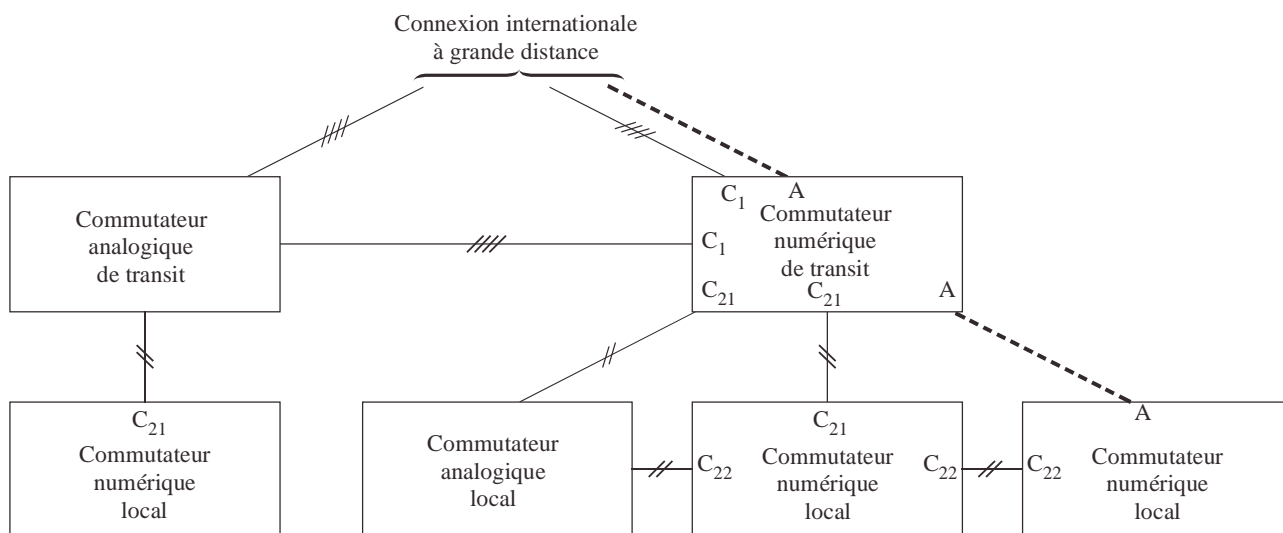 Connexion internationale
à grande distance
C1
A
Commutateur
analogique
de transit
Commutateur
numérique
de transit
C1
C21
C21
A
C21
Commutateur
numérique
local
Commutateur
analogique
local
C22
C21
Commutateur
numérique
local
C22
C22
A
Commutateur
numérique
local